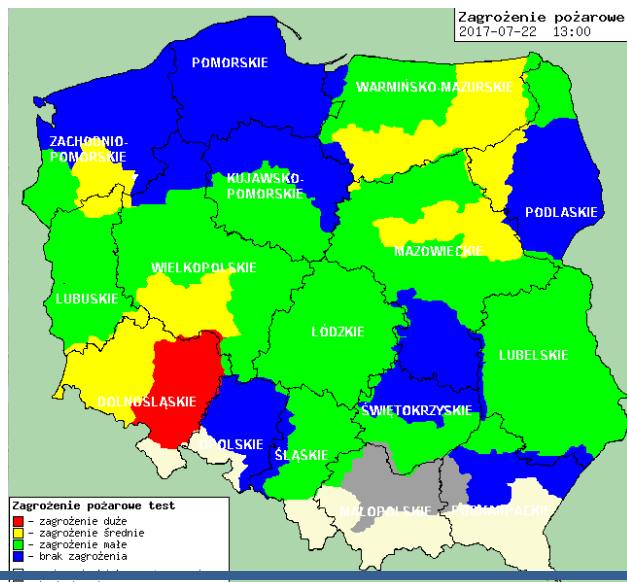 Zagrożenie pożarowe
2017-07-22 13:00
POMORSKIE
WARMIŃSKO-MAZURSKIE
ZACHODNIO-
POMORSKIE
KUJAWSKO-
POMORSKIE
PODLASKIE
MAZOWIECKIE
WIELKOPOLSKIE
LUBUSKIE
ŁÓDZKIE
LUBELSKIE
DOLNOŚLĄSKIE
ŚWIĘTOKRZYSKIE
OPOLSKIE
ŚLĄSKIE
MAŁOPOLSKIE
PODKARPACKIE
Zagrożenie pożarowe test
- zagrożenie duże
- zagrożenie średnie
- zagrożenie małe
- brak zagrożenia